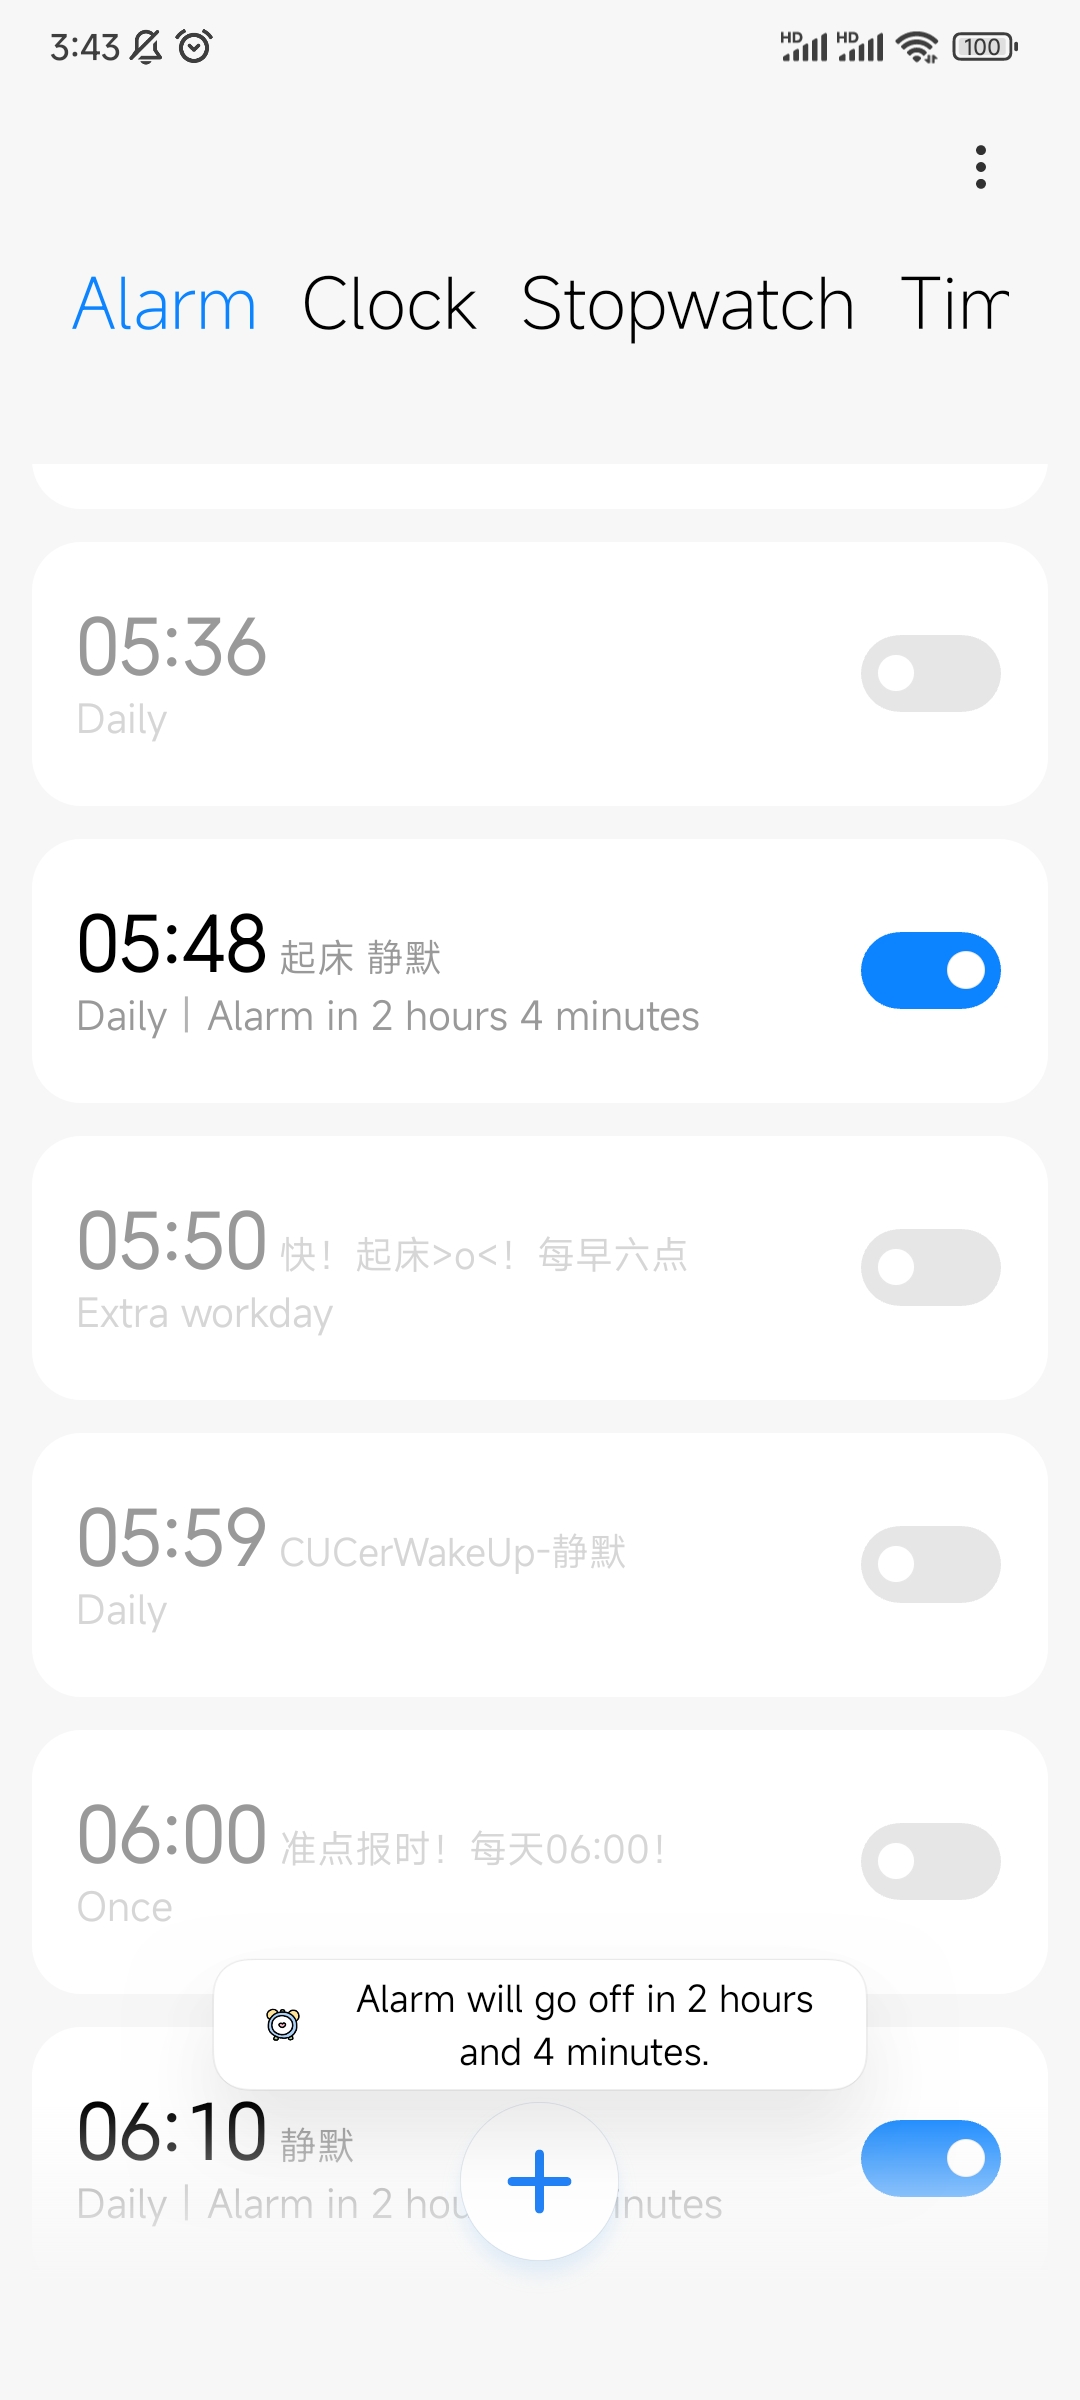 3:43 HD HD 100
Alarm Clock Stopwatch Tim
05:36
Daily
05:48 起床 静默
Daily | Alarm in 2 hours 4 minutes
05:50 快！起床>o<！每早六点
Extra workday
05:59 CUCerWakeUp-静默
Daily
06:00 准点报时！每天06:00！
Once
Alarm will go off in 2 hours
and 4 minutes.
06:10 静默
Daily | Alarm in 2 hou inutes